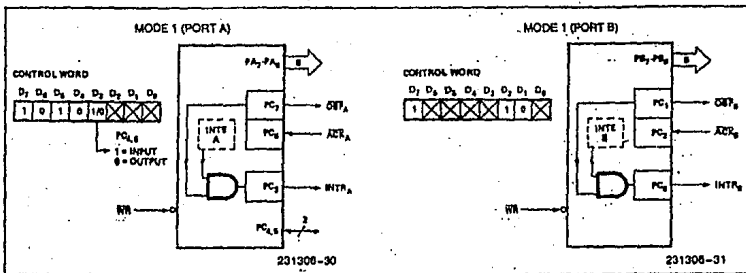 MODE 1 (PORT A)
PA7-PA0
8
CONTROL WORD
D7 D6 D5 D4 D3 D2 D1 D0
1 0 1 0 1/0
PC4,5
1 = INPUT
0 = OUTPUT
PC7
OBFA
PC6
ACKA
INTE
A
PC3
INTRA
WR
PC4,5
2
231306-30
MODE 1 (PORT B)
PB7-PB0
8
CONTROL WORD
D7 D6 D5 D4 D3 D2 D1 D0
1 1 0
PC1
OBFB
PC2
ACKB
INTE
B
PC0
INTRB
WR
231306-31